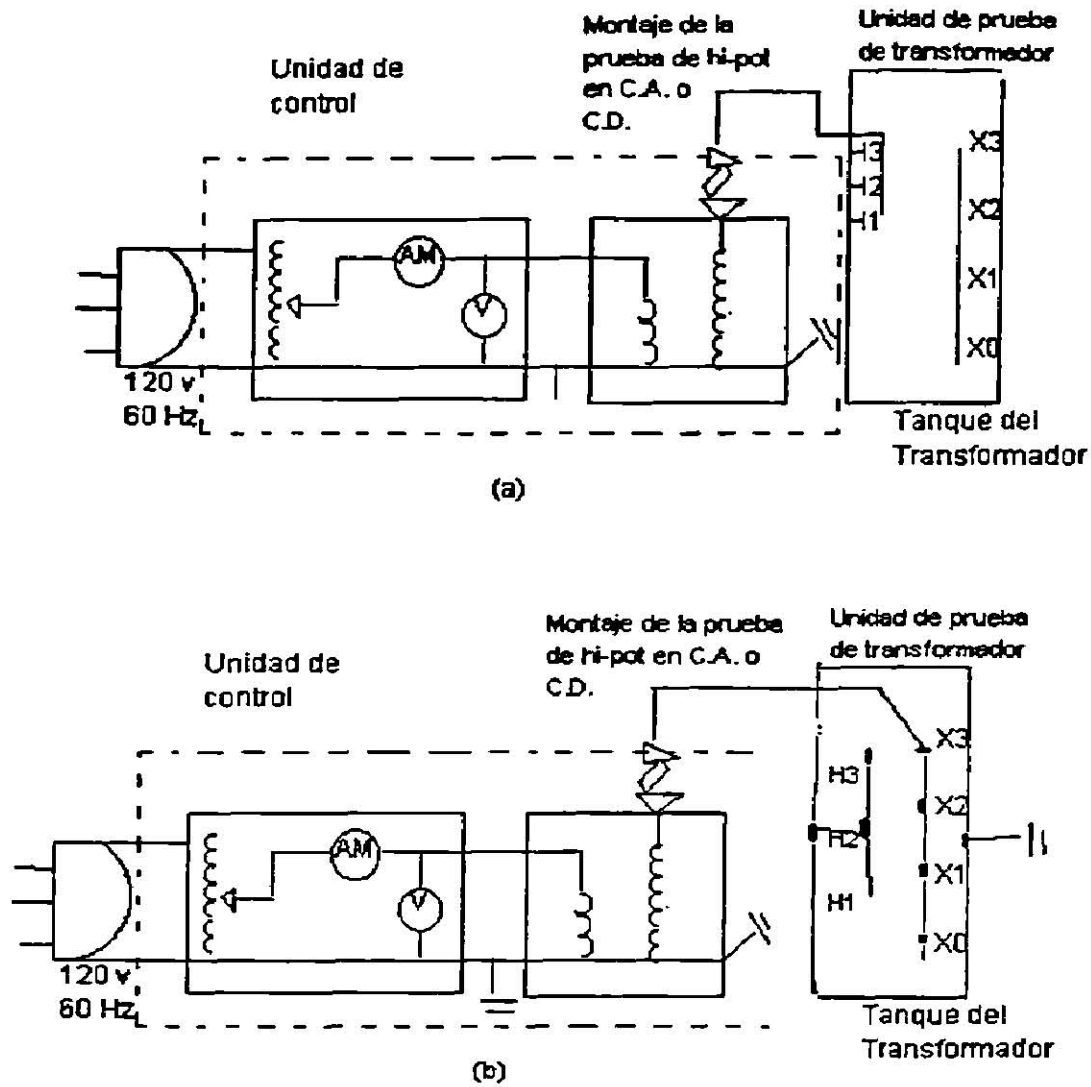 Unidad de
control
Montaje de la
prueba de hi-pot
en C.A. o
C.D.
Unidad de prueba
de transformador
H3
H2
H1
X3
X2
X1
X0
AM
V
120 v
60 Hz
Tanque del
Transformador
(a)
Unidad de
control
Montaje de la prueba
de hi-pot en C.A. o
C.D.
Unidad de prueba
de transformador
H3
H2
H1
X3
X2
X1
X0
AM
V
120 v
60 Hz
Tanque del
Transformador
(b)